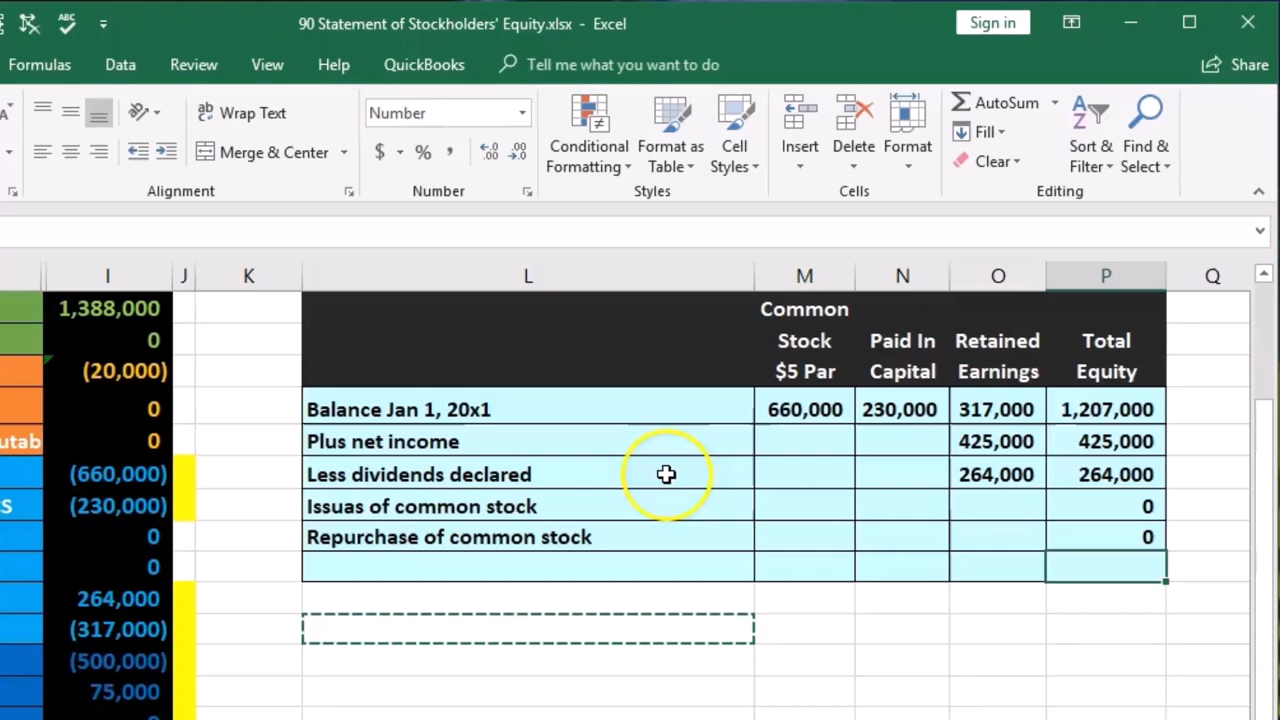 ABC
90 Statement of Stockholders' Equity.xlsx - Excel
Sign in
Formulas Data Review View Help QuickBooks Tell me what you want to do Share
ab Wrap Text
Merge & Center
Alignment
Number
$ % ,
Number
Conditional Formatting
Format as Table
Cell Styles
Styles
Insert
Delete
Format
Cells
AutoSum
Fill
Clear
Sort & Filter
Find & Select
Editing
I J K L M N O P Q
1,388,000
0
(20,000)
0
utab 0
(660,000)
S (230,000)
0
0
264,000
(317,000)
(500,000)
75,000
Common
Stock Paid In Retained Total
$5 Par Capital Earnings Equity
Balance Jan 1, 20x1 660,000 230,000 317,000 1,207,000
Plus net income 425,000 425,000
Less dividends declared 264,000 264,000
Issuas of common stock 0
Repurchase of common stock 0